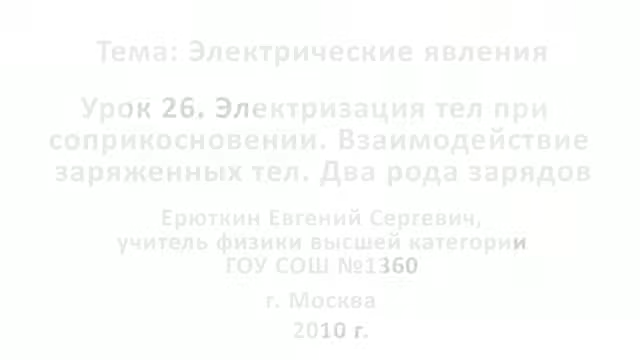 Тема: Электрические явления
Урок 26. Электризация тел при
соприкосновении. Взаимодействие
заряженных тел. Два рода зарядов
Ерюткин Евгений Сергевич,
учитель физики высшей категории
ГОУ СОШ №1360
г. Москва
2010 г.